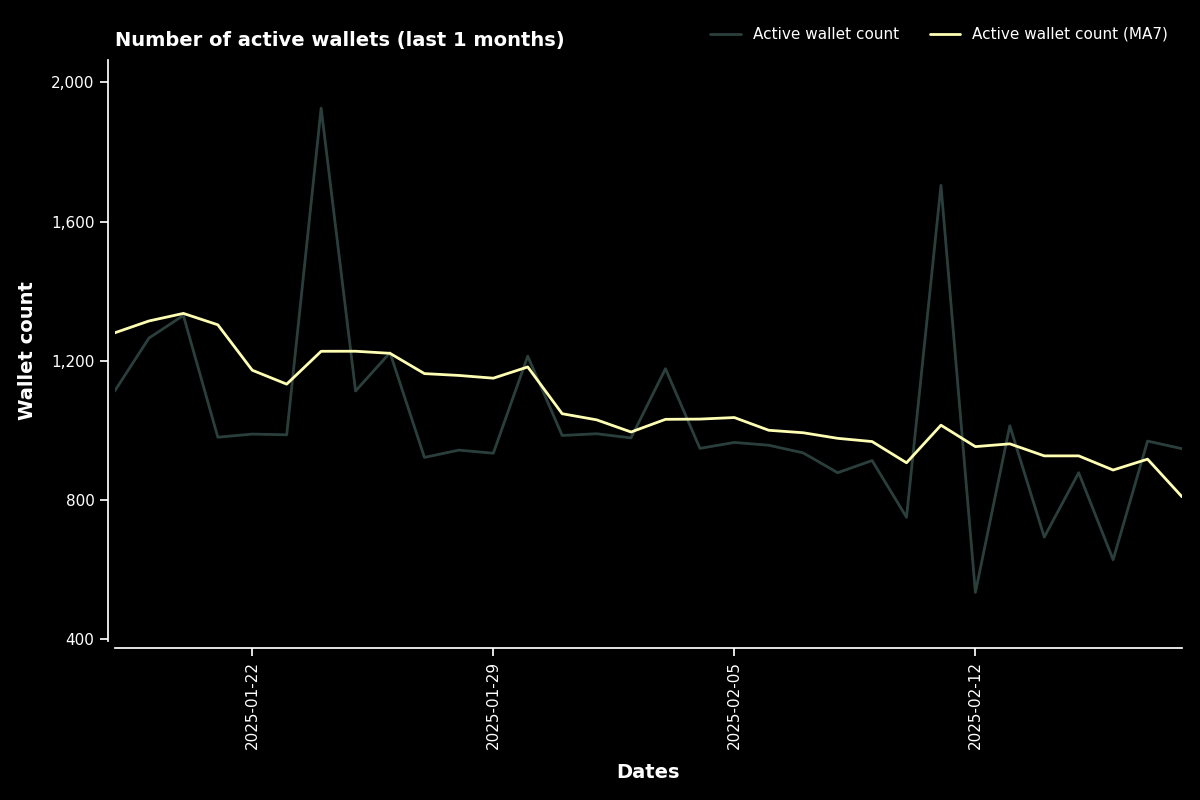 Number of active wallets (last 1 months)
Active wallet count
Active wallet count (MA7)
Wallet count
2,000
1,600
1,200
800
400
2025-01-22
2025-01-29
2025-02-05
2025-02-12
Dates